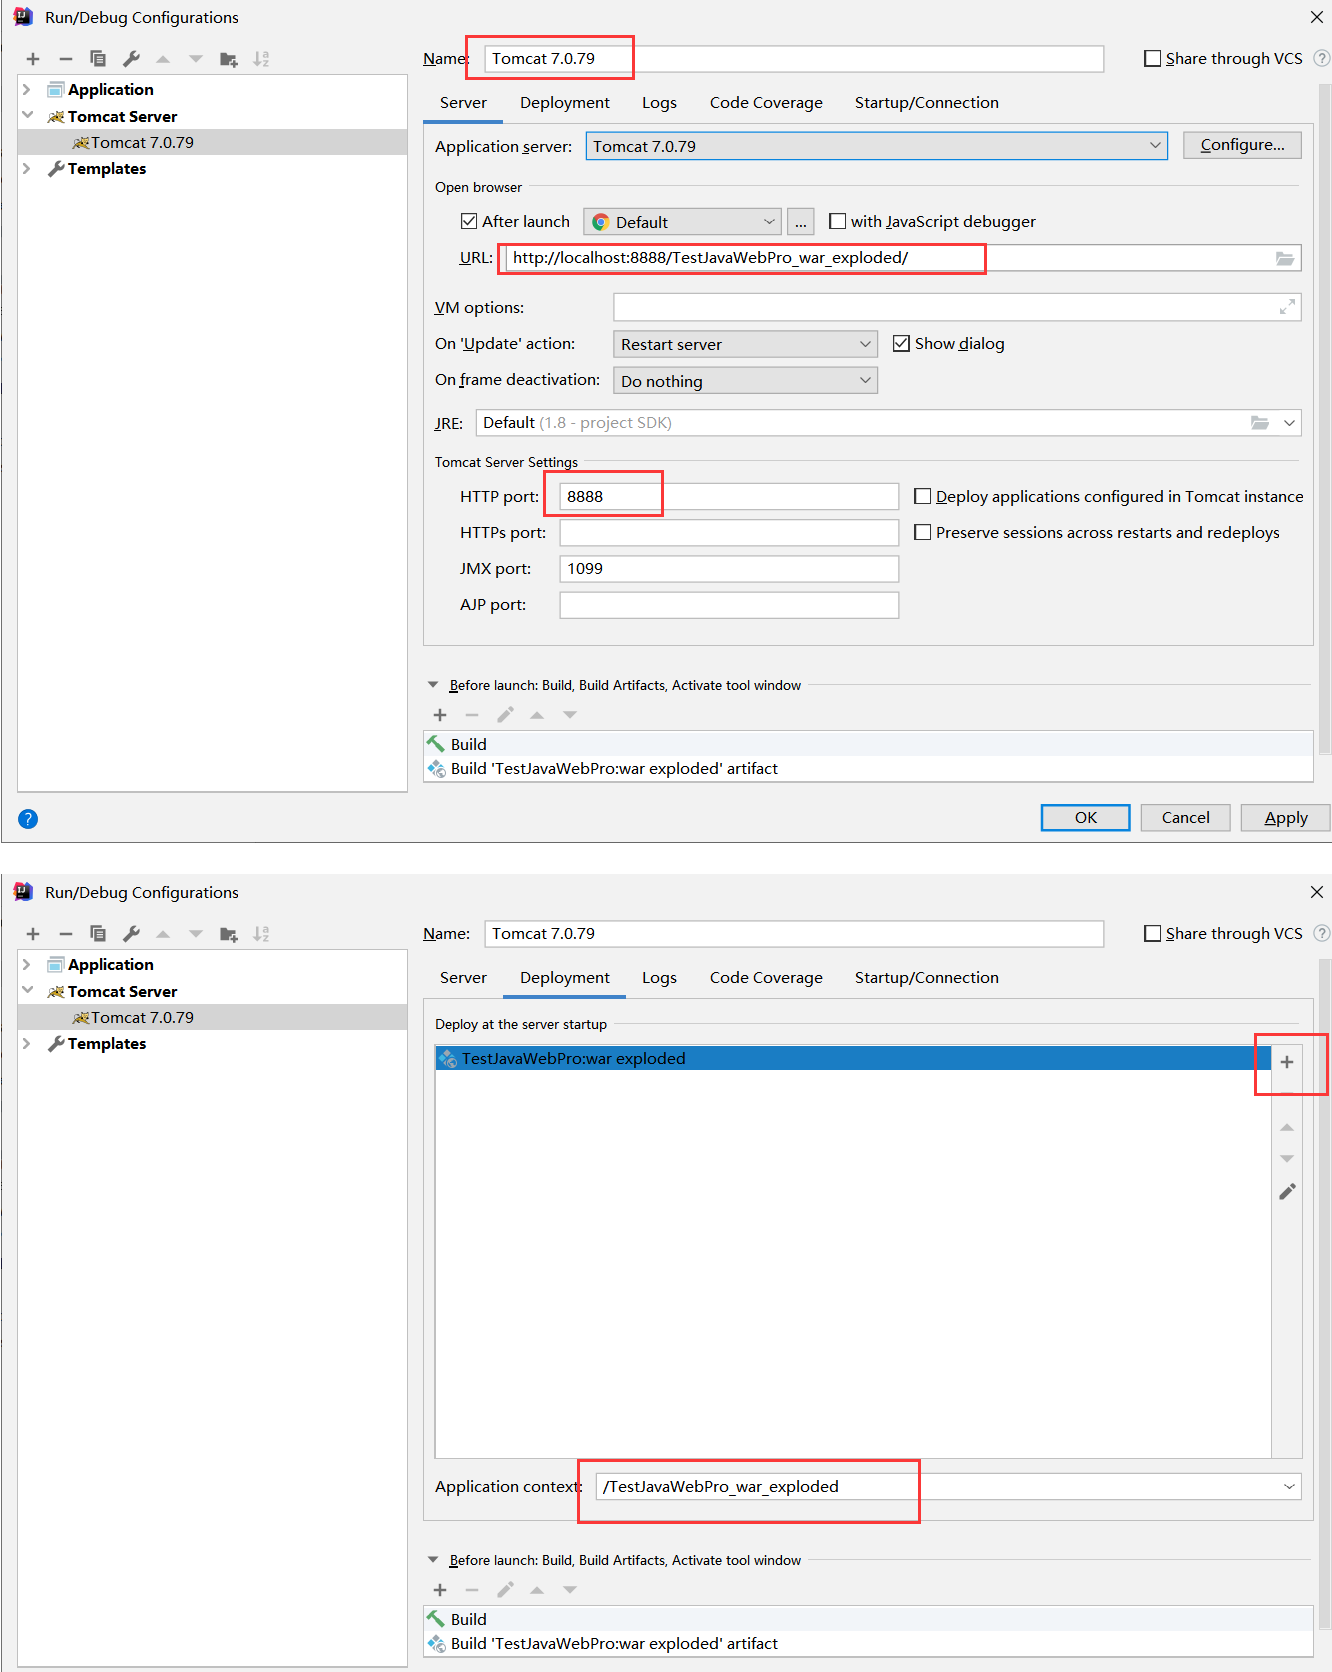 Run/Debug Configurations
Name: Tomcat 7.0.79 Share through VCS ?
Application
Tomcat Server
Tomcat 7.0.79
Templates
Server Deployment Logs Code Coverage Startup/Connection
Application server: Tomcat 7.0.79 Configure...
Open browser
After launch Default ... with JavaScript debugger
URL: http://localhost:8888/TestJavaWebPro_war_exploded/
VM options:
On 'Update' action: Restart server Show dialog
On frame deactivation: Do nothing
JRE: Default (1.8 - project SDK)
Tomcat Server Settings
HTTP port: 8888 Deploy applications configured in Tomcat instance
HTTPs port: Preserve sessions across restarts and redeploys
JMX port: 1099
AJP port:
Before launch: Build, Build Artifacts, Activate tool window
Build
Build 'TestJavaWebPro:war exploded' artifact
? OK Cancel Apply
Run/Debug Configurations
Name: Tomcat 7.0.79 Share through VCS ?
Application
Tomcat Server
Tomcat 7.0.79
Templates
Server Deployment Logs Code Coverage Startup/Connection
Deploy at the server startup
TestJavaWebPro:war exploded
Application context: /TestJavaWebPro_war_exploded
Before launch: Build, Build Artifacts, Activate tool window
Build
Build 'TestJavaWebPro:war exploded' artifact